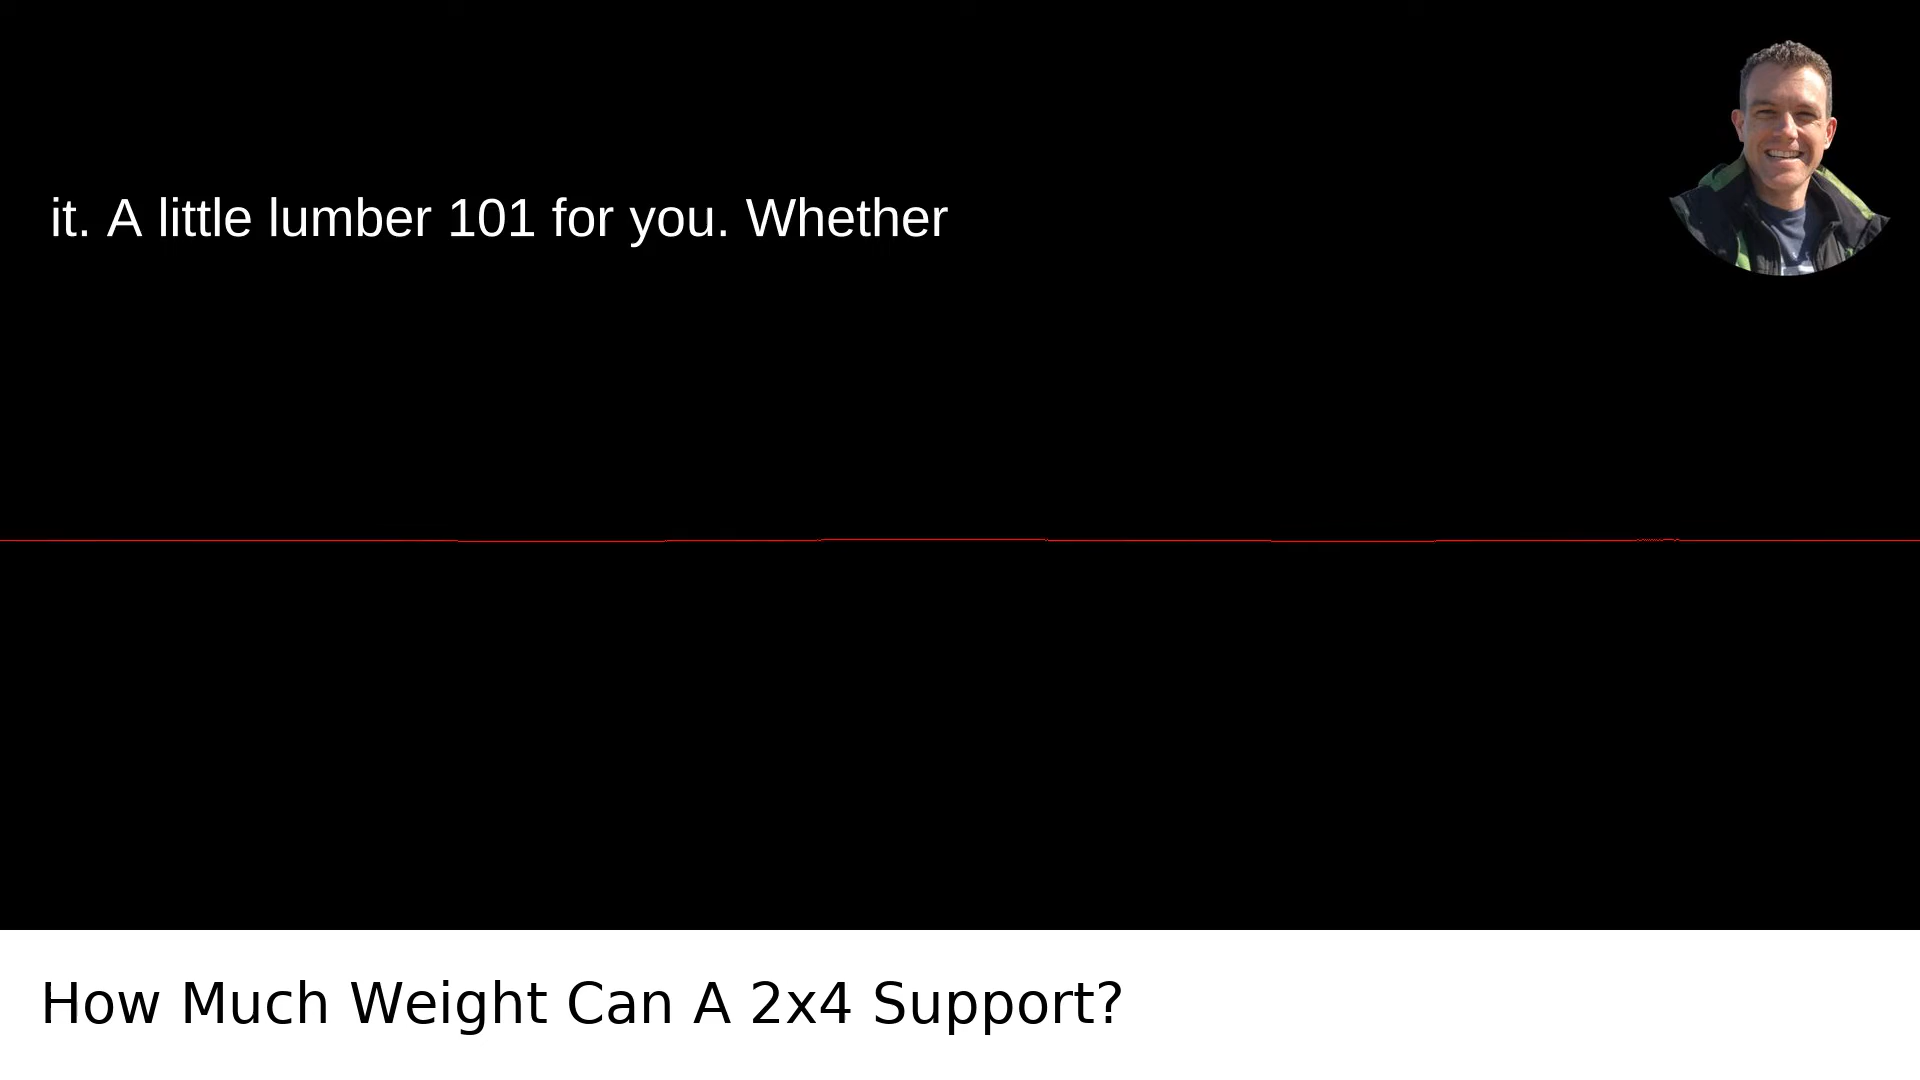 it. A little lumber 101 for you. Whether
How Much Weight Can A 2x4 Support?